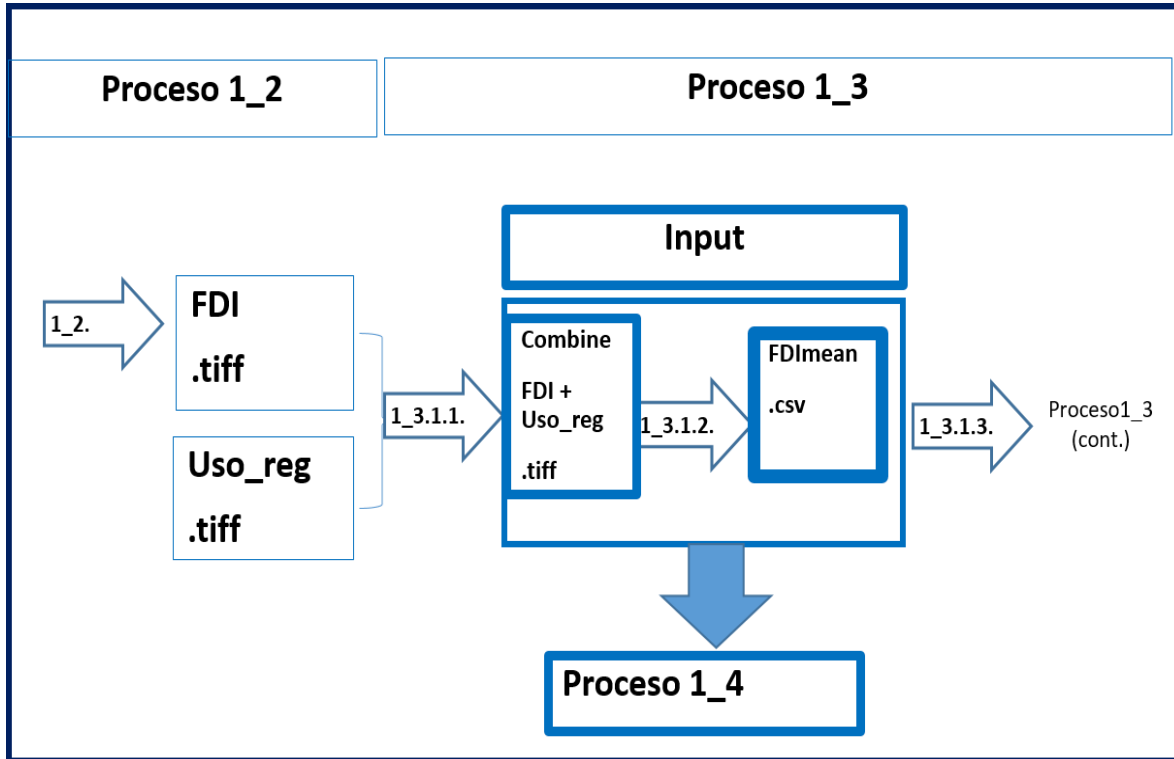 Proceso 1_2
Proceso 1_3
Input
1_2.
FDI
.tiff
Uso_reg
.tiff
1_3.1.1.
Combine
FDI +
Uso_reg
.tiff
1_3.1.2.
FDImean
.csv
1_3.1.3.
Proceso1_3
(cont.)
Proceso 1_4